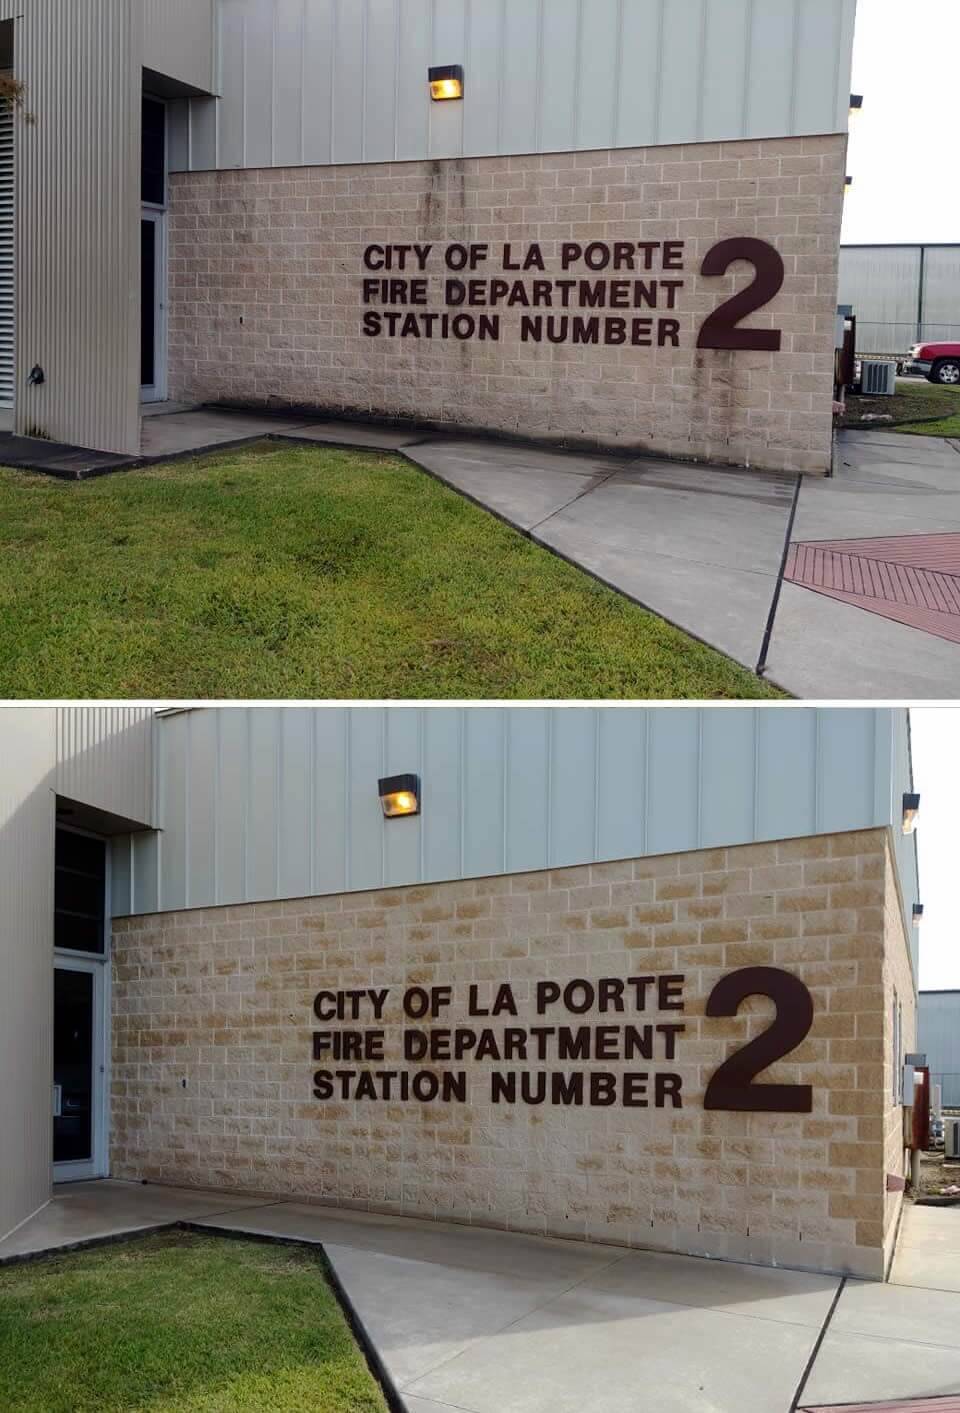 CITY OF LA PORTE
FIRE DEPARTMENT
STATION NUMBER
2
CITY OF LA PORTE
FIRE DEPARTMENT
STATION NUMBER
2